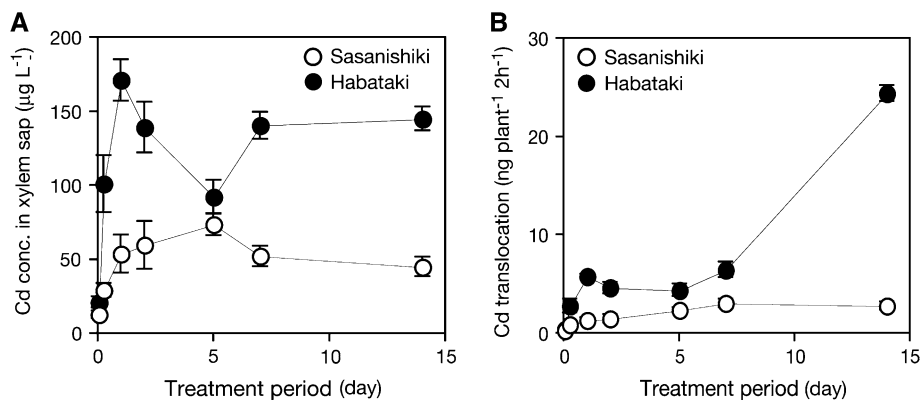 A
Cd conc. in xylem sap (μg L⁻¹)
200
150
100
50
0
Sasanishiki
Habataki
0 5 10 15
Treatment period (day)
B
Cd translocation (ng plant⁻¹ 2h⁻¹)
30
20
10
0
Sasanishiki
Habataki
0 5 10 15
Treatment period (day)